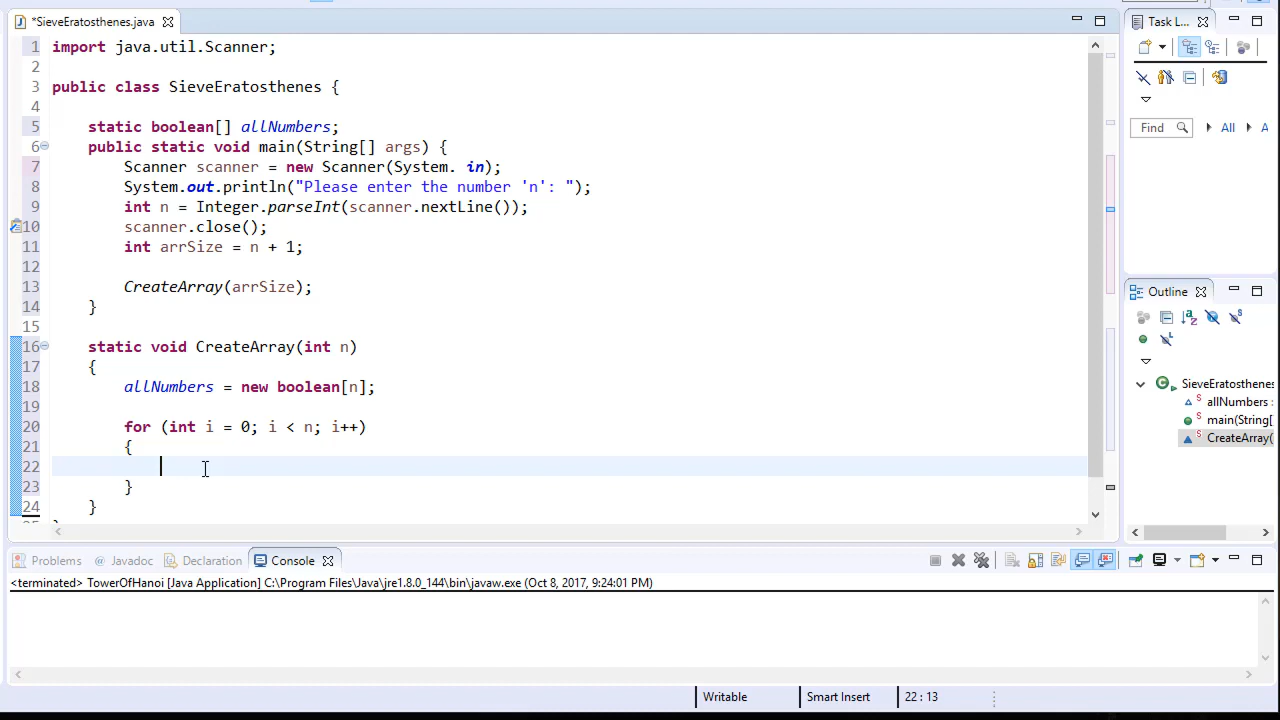 *SieveEratosthenes.java
1 import java.util.Scanner;
2
3 public class SieveEratosthenes {
4
5     static boolean[] allNumbers;
6     public static void main(String[] args) {
7         Scanner scanner = new Scanner(System. in);
8         System.out.println("Please enter the number 'n': ");
9         int n = Integer.parseInt(scanner.nextLine());
10         scanner.close();
11         int arrSize = n + 1;
12
13         CreateArray(arrSize);
14     }
15
16     static void CreateArray(int n)
17     {
18         allNumbers = new boolean[n];
19
20         for (int i = 0; i < n; i++)
21         {
22
23         }
24     }
Task L...
Find
All
A
Outline
SieveEratosthenes
allNumbers :
main(String[
CreateArray(
Problems @ Javadoc Declaration Console
<terminated> TowerOfHanoi [Java Application] C:\Program Files\Java\jre1.8.0_144\bin\javaw.exe (Oct 8, 2017, 9:24:01 PM)
Writable Smart Insert 22 : 13